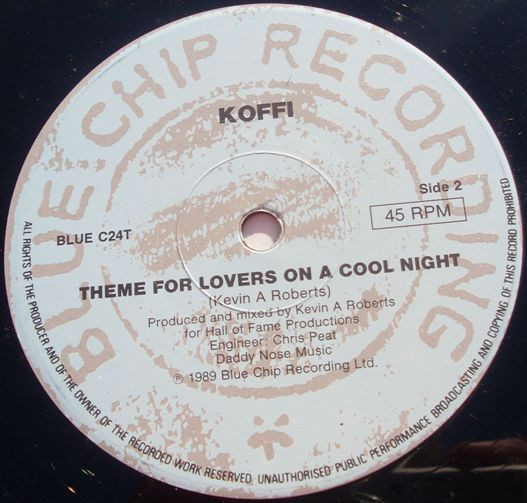 BLUE CHIP RECORDING
KOFFI
Side 2
45 RPM
BLUE C24T
THEME FOR LOVERS ON A COOL NIGHT
(Kevin A Roberts)
Produced and mixed by Kevin A Roberts
for Hall of Fame Productions
Engineer: Chris Peat
Daddy Nose Music
℗ 1989 Blue Chip Recording Ltd.
ALL RIGHTS OF THE PRODUCER AND OF THE OWNER OF THE RECORDED WORK RESERVED. UNAUTHORISED PUBLIC PERFORMANCE BROADCASTING AND COPYING OF THIS RECORD PROHIBITED